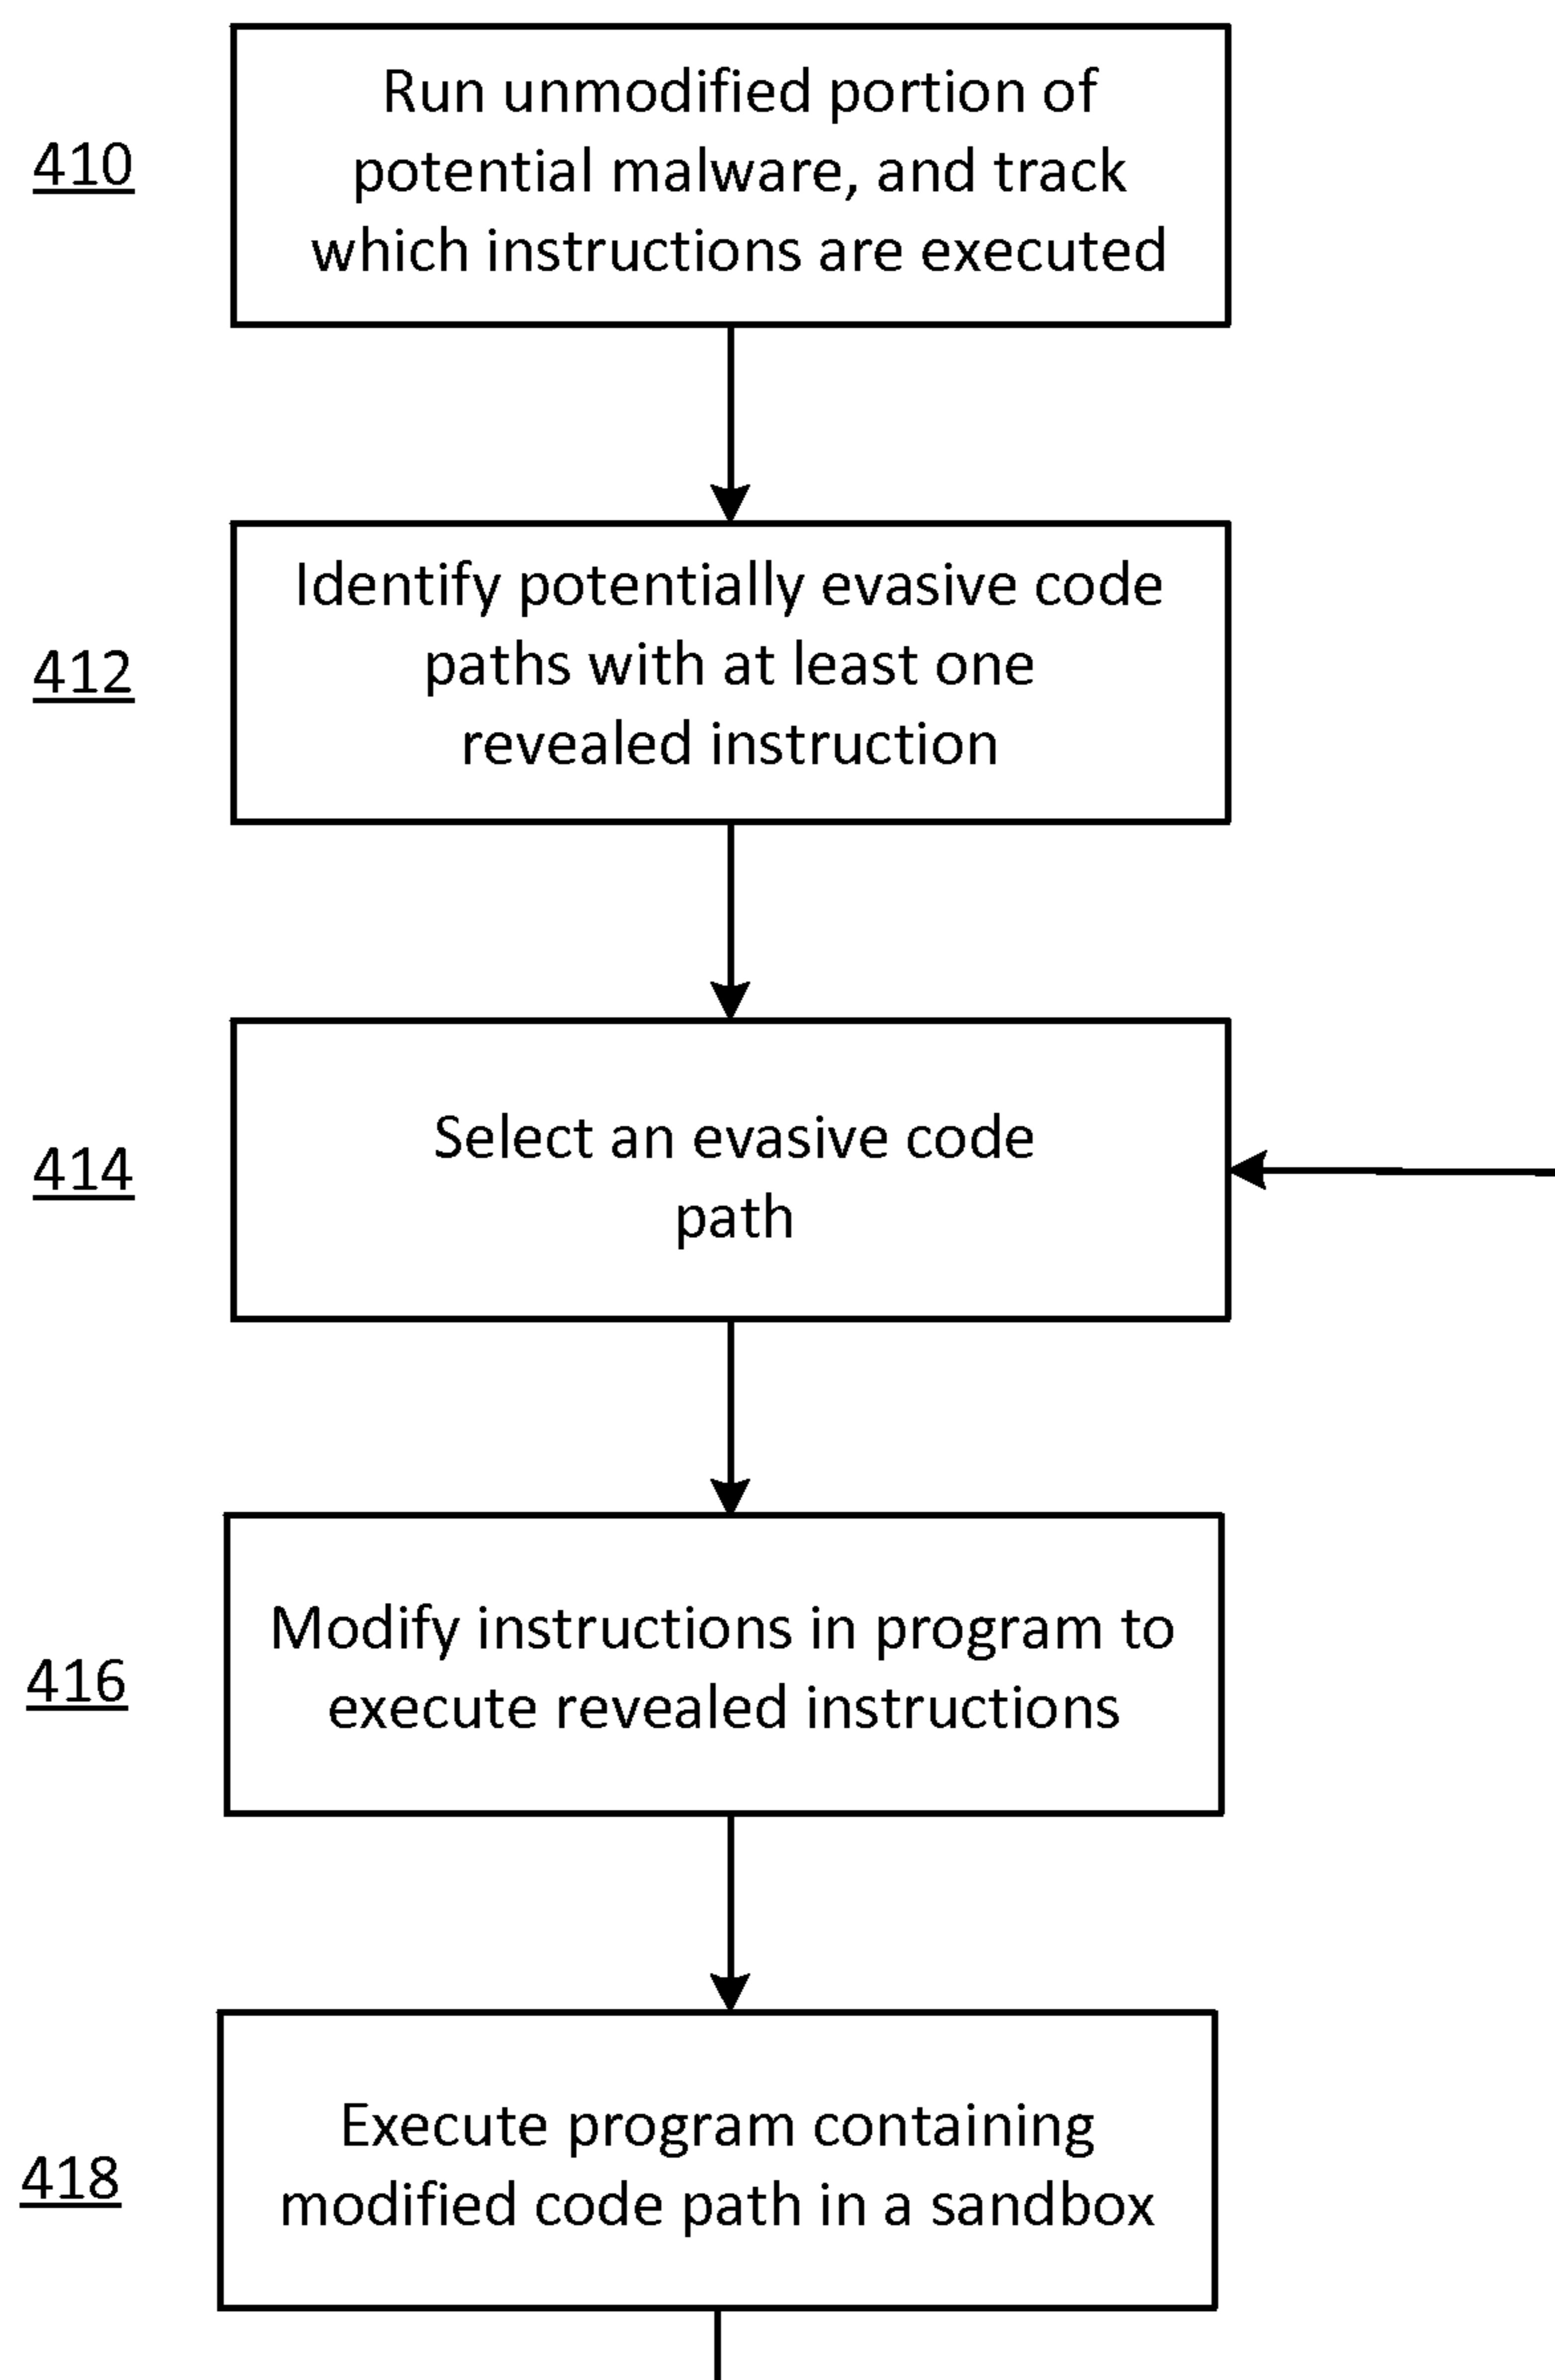 410
Run unmodified portion of
potential malware, and track
which instructions are executed
412
Identify potentially evasive code
paths with at least one
revealed instruction
414
Select an evasive code
path
416
Modify instructions in program to
execute revealed instructions
418
Execute program containing
modified code path in a sandbox